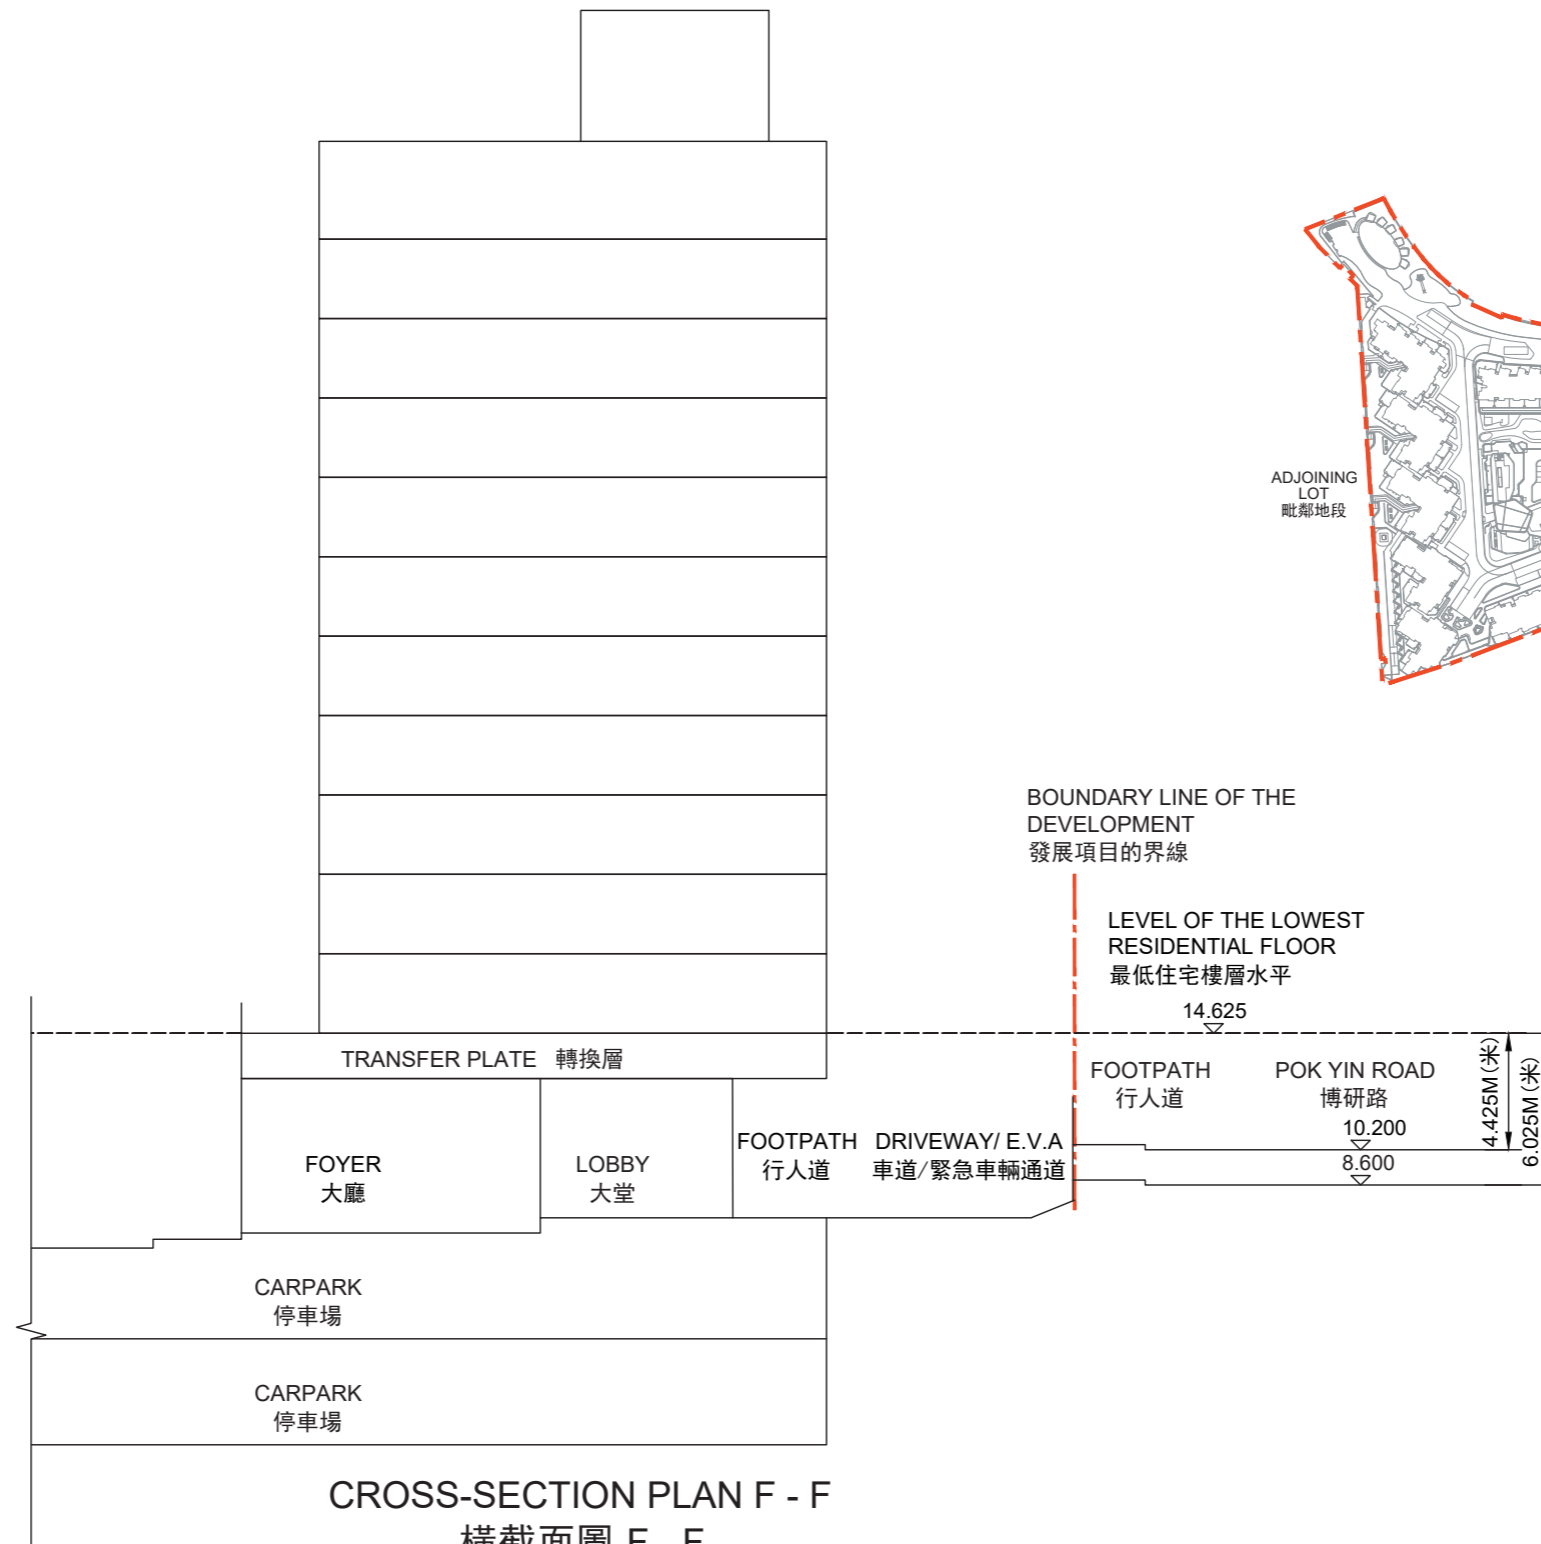 ADJOINING
LOT
毗鄰地段
BOUNDARY LINE OF THE
DEVELOPMENT
發展項目的界線
LEVEL OF THE LOWEST
RESIDENTIAL FLOOR
最低住宅樓層水平
14.625
TRANSFER PLATE 轉換層
FOOTPATH
行人道
POK YIN ROAD
博研路
10.200
8.600
4.425M (米)
6.025M (米)
FOYER
大廳
LOBBY
大堂
FOOTPATH
行人道
DRIVEWAY/ E.V.A
車道/緊急車輛通道
CARPARK
停車場
CARPARK
停車場
CROSS-SECTION PLAN F - F
橫截面圖 F - F